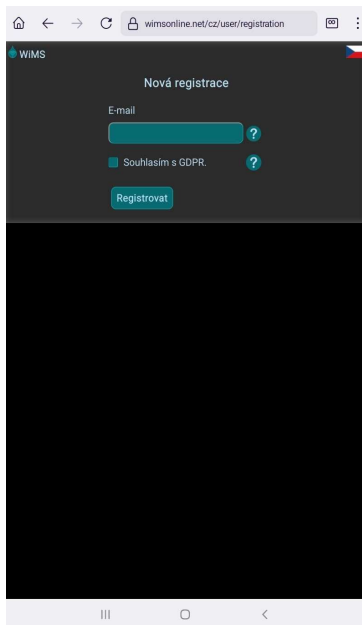 wimsonline.net/cz/user/registration
WiMS
Nová registrace
E-mail
?
Souhlasím s GDPR.
?
Registrovat